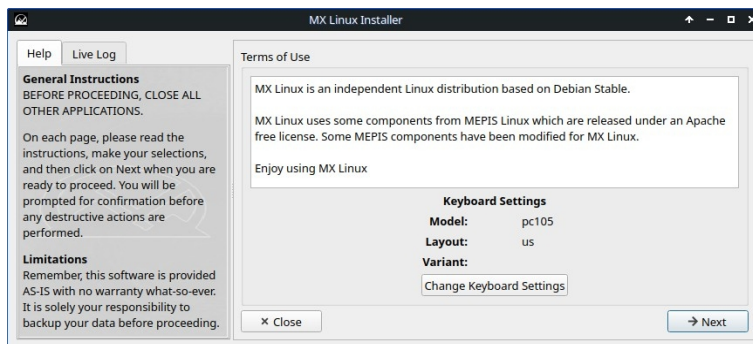 MX Linux Installer
Help
Live Log
General Instructions
BEFORE PROCEEDING, CLOSE ALL
OTHER APPLICATIONS.
On each page, please read the
instructions, make your selections,
and then click on Next when you are
ready to proceed. You will be
prompted for confirmation before
any destructive actions are
performed.
Limitations
Remember, this software is provided
AS-IS with no warranty what-so-ever.
It is solely your responsibility to
backup your data before proceeding.
Terms of Use
MX Linux is an independent Linux distribution based on Debian Stable.
MX Linux uses some components from MEPIS Linux which are released under an Apache
free license. Some MEPIS components have been modified for MX Linux.
Enjoy using MX Linux
Keyboard Settings
Model: pc105
Layout: us
Variant:
Change Keyboard Settings
Close
Next